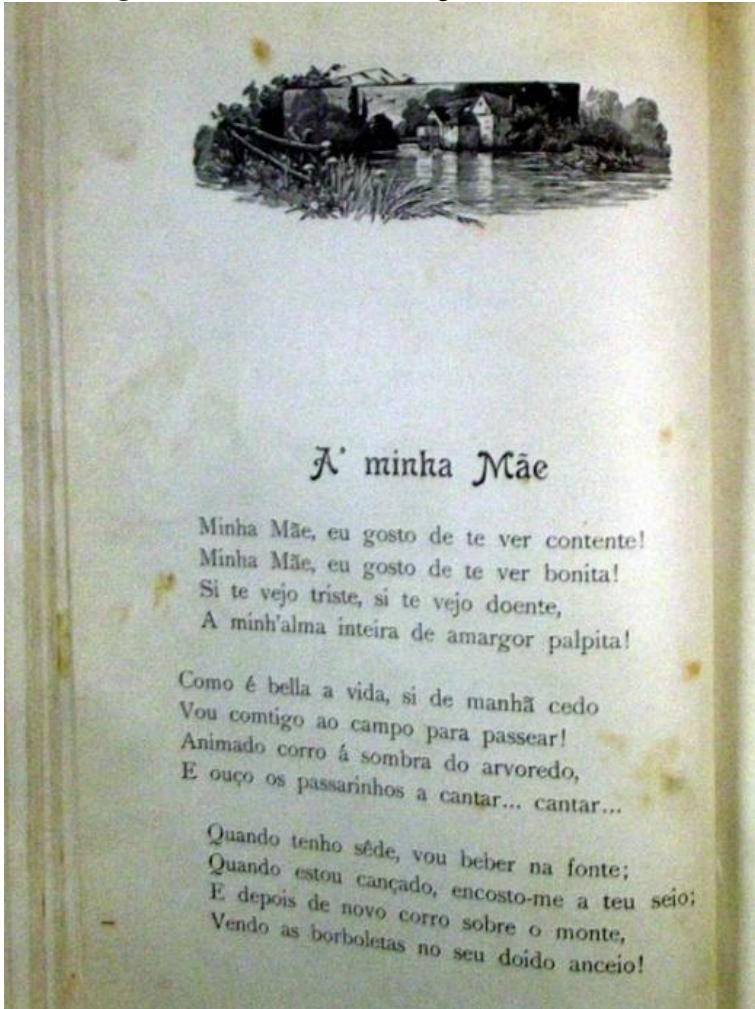 A' minha Mãe
Minha Mãe, eu gosto de te ver contente!
Minha Mãe, eu gosto de te ver bonita!
Si te vejo triste, si te vejo doente,
A minh'alma inteira de amargor palpita!
Como é bella a vida, si de manhã cedo
Vou comtigo ao campo para passear!
Animado corro á sombra do arvoredo,
E ouço os passarinhos a cantar... cantar...
Quando tenho sêde, vou beber na fonte;
Quando estou cançado, encosto-me a teu seio;
E depois de novo corro sobre o monte,
Vendo as borboletas no seu doido anceio!